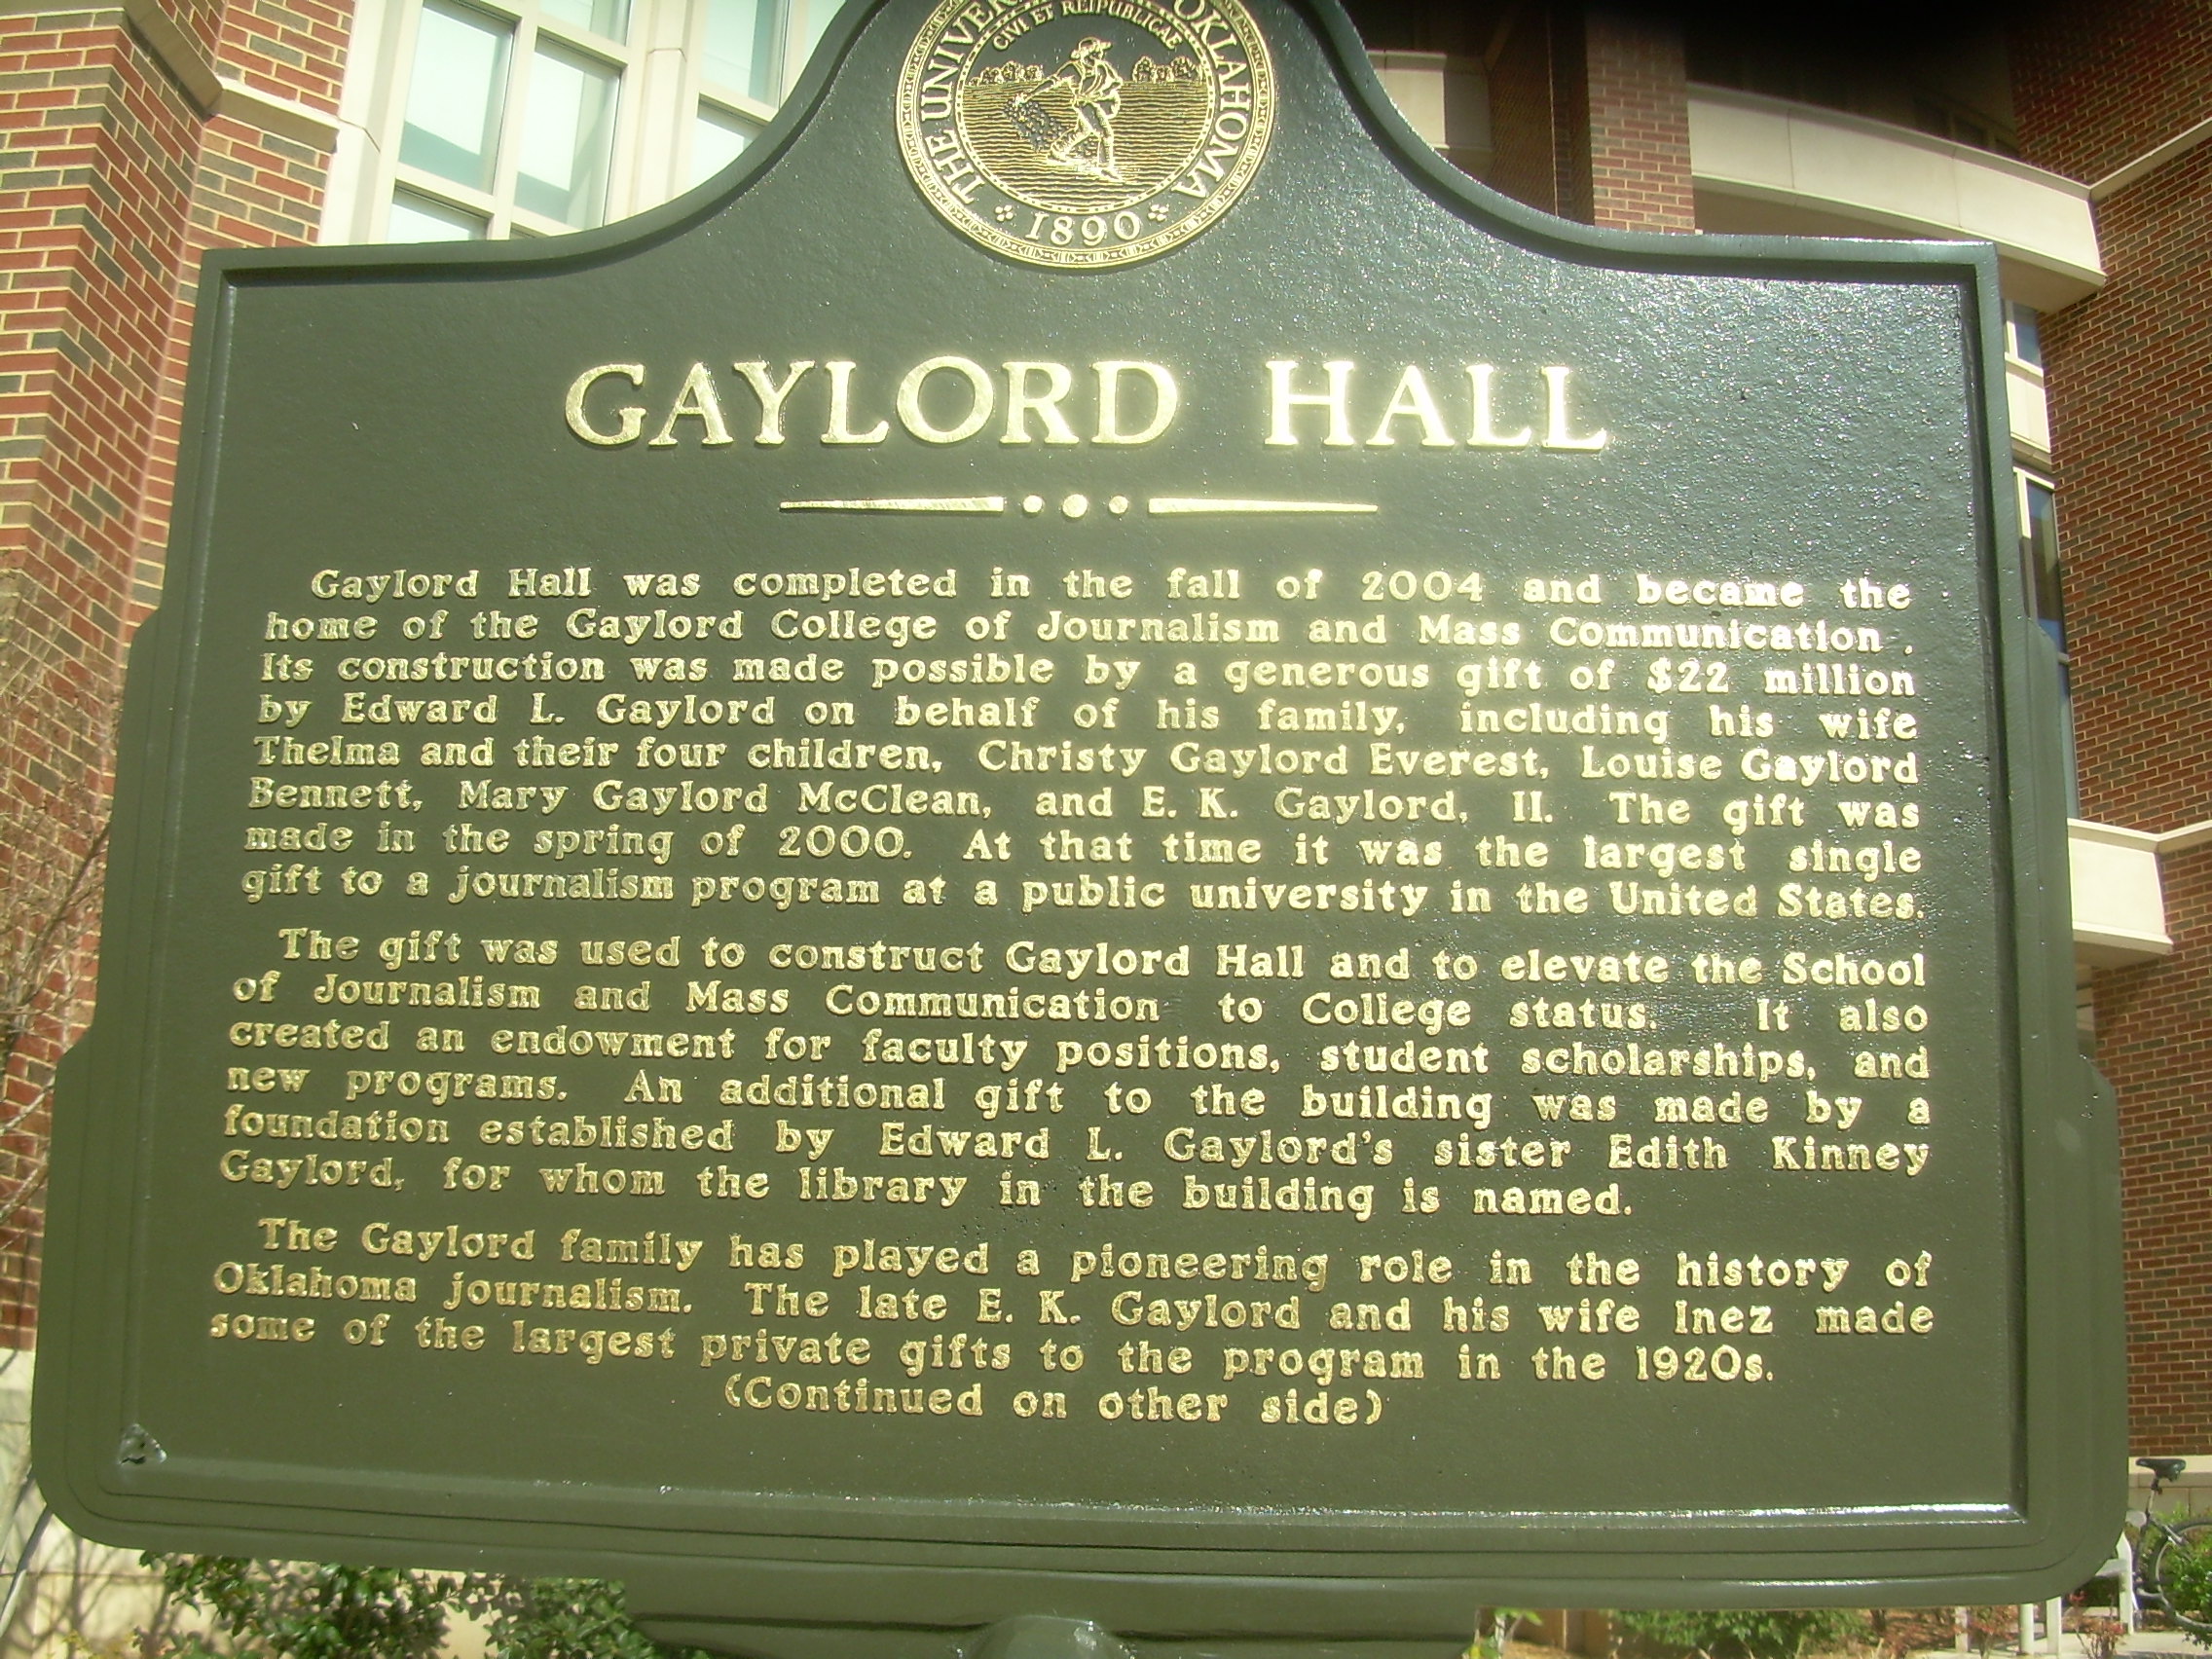 THE UNIVER OKLAHOMA
CIVI ET REIPUBLICAE
1890
GAYLORD HALL
Gaylord Hall was completed in the fall of 2004 and became the
home of the Gaylord College of Journalism and Mass Communication.
Its construction was made possible by a generous gift of $22 million
by Edward L. Gaylord on behalf of his family, including his wife
Thelma and their four children, Christy Gaylord Everest, Louise Gaylord
Bennett, Mary Gaylord McClean, and E. K. Gaylord, II. The gift was
made in the spring of 2000. At that time it was the largest single
gift to a journalism program at a public university in the United States.
The gift was used to construct Gaylord Hall and to elevate the School
of Journalism and Mass Communication to College status. It also
created an endowment for faculty positions, student scholarships, and
new programs. An additional gift to the building was made by a
foundation established by Edward L. Gaylord's sister Edith Kinney
Gaylord, for whom the library in the building is named.
The Gaylord family has played a pioneering role in the history of
Oklahoma journalism. The late E. K. Gaylord and his wife Inez made
some of the largest private gifts to the program in the 1920s.
(Continued on other side)